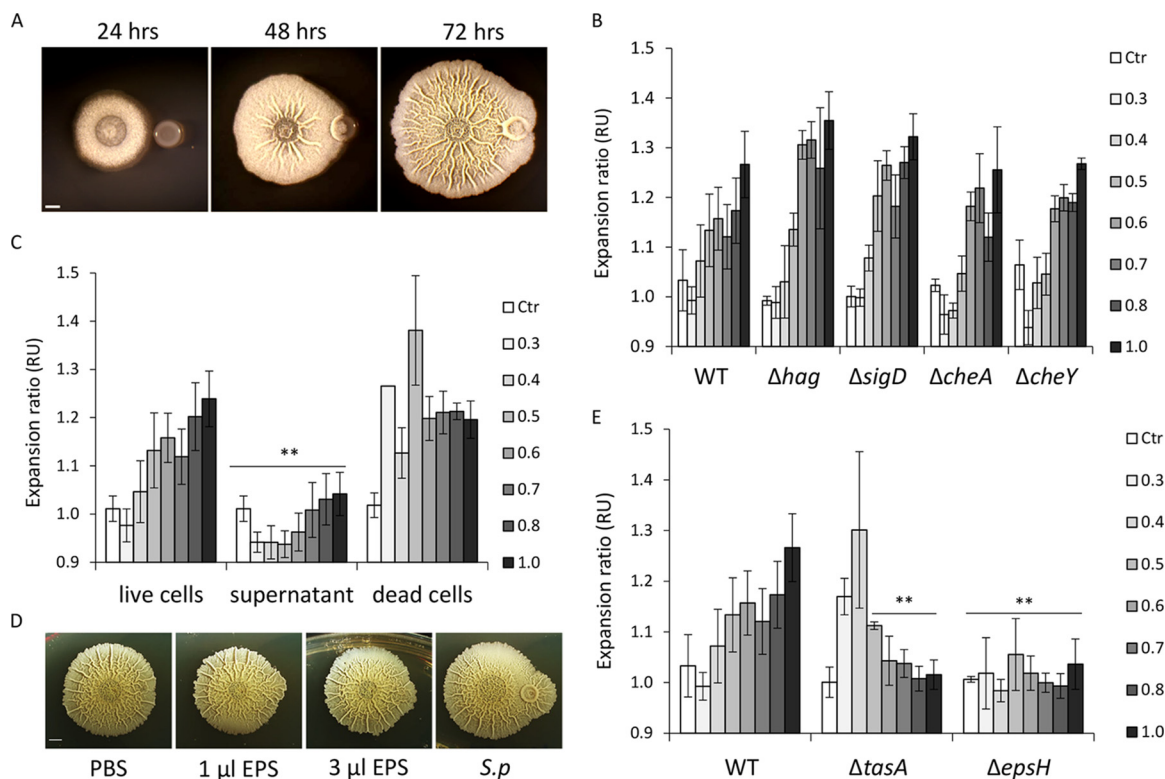 A
24 hrs 48 hrs 72 hrs
B
Expansion ratio (RU)
1.5
1.4
1.3
1.2
1.1
1.0
0.9
WT Δhag ΔsigD ΔcheA ΔcheY
Ctr
0.3
0.4
0.5
0.6
0.7
0.8
1.0
C
Expansion ratio (RU)
1.5
1.4
1.3
1.2
1.1
1.0
0.9
**
live cells supernatant dead cells
Ctr
0.3
0.4
0.5
0.6
0.7
0.8
1.0
D
PBS 1 µl EPS 3 µl EPS S.p
E
Expansion ratio (RU)
1.5
1.4
1.3
1.2
1.1
1.0
0.9
** **
WT ΔtasA ΔepsH
Ctr
0.3
0.4
0.5
0.6
0.7
0.8
1.0